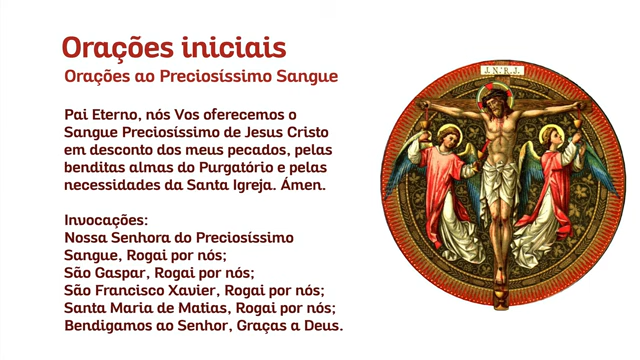 Orações iniciais
Orações ao Preciosíssimo Sangue
Pai Eterno, nós Vos oferecemos o
Sangue Preciosíssimo de Jesus Cristo
em desconto dos meus pecados, pelas
benditas almas do Purgatório e pelas
necessidades da Santa Igreja. Ámen.
Invocações:
Nossa Senhora do Preciosíssimo
Sangue, Rogai por nós;
São Gaspar, Rogai por nós;
São Francisco Xavier, Rogai por nós;
Santa Maria de Matias, Rogai por nós;
Bendigamos ao Senhor, Graças a Deus.
J.N.R.J.